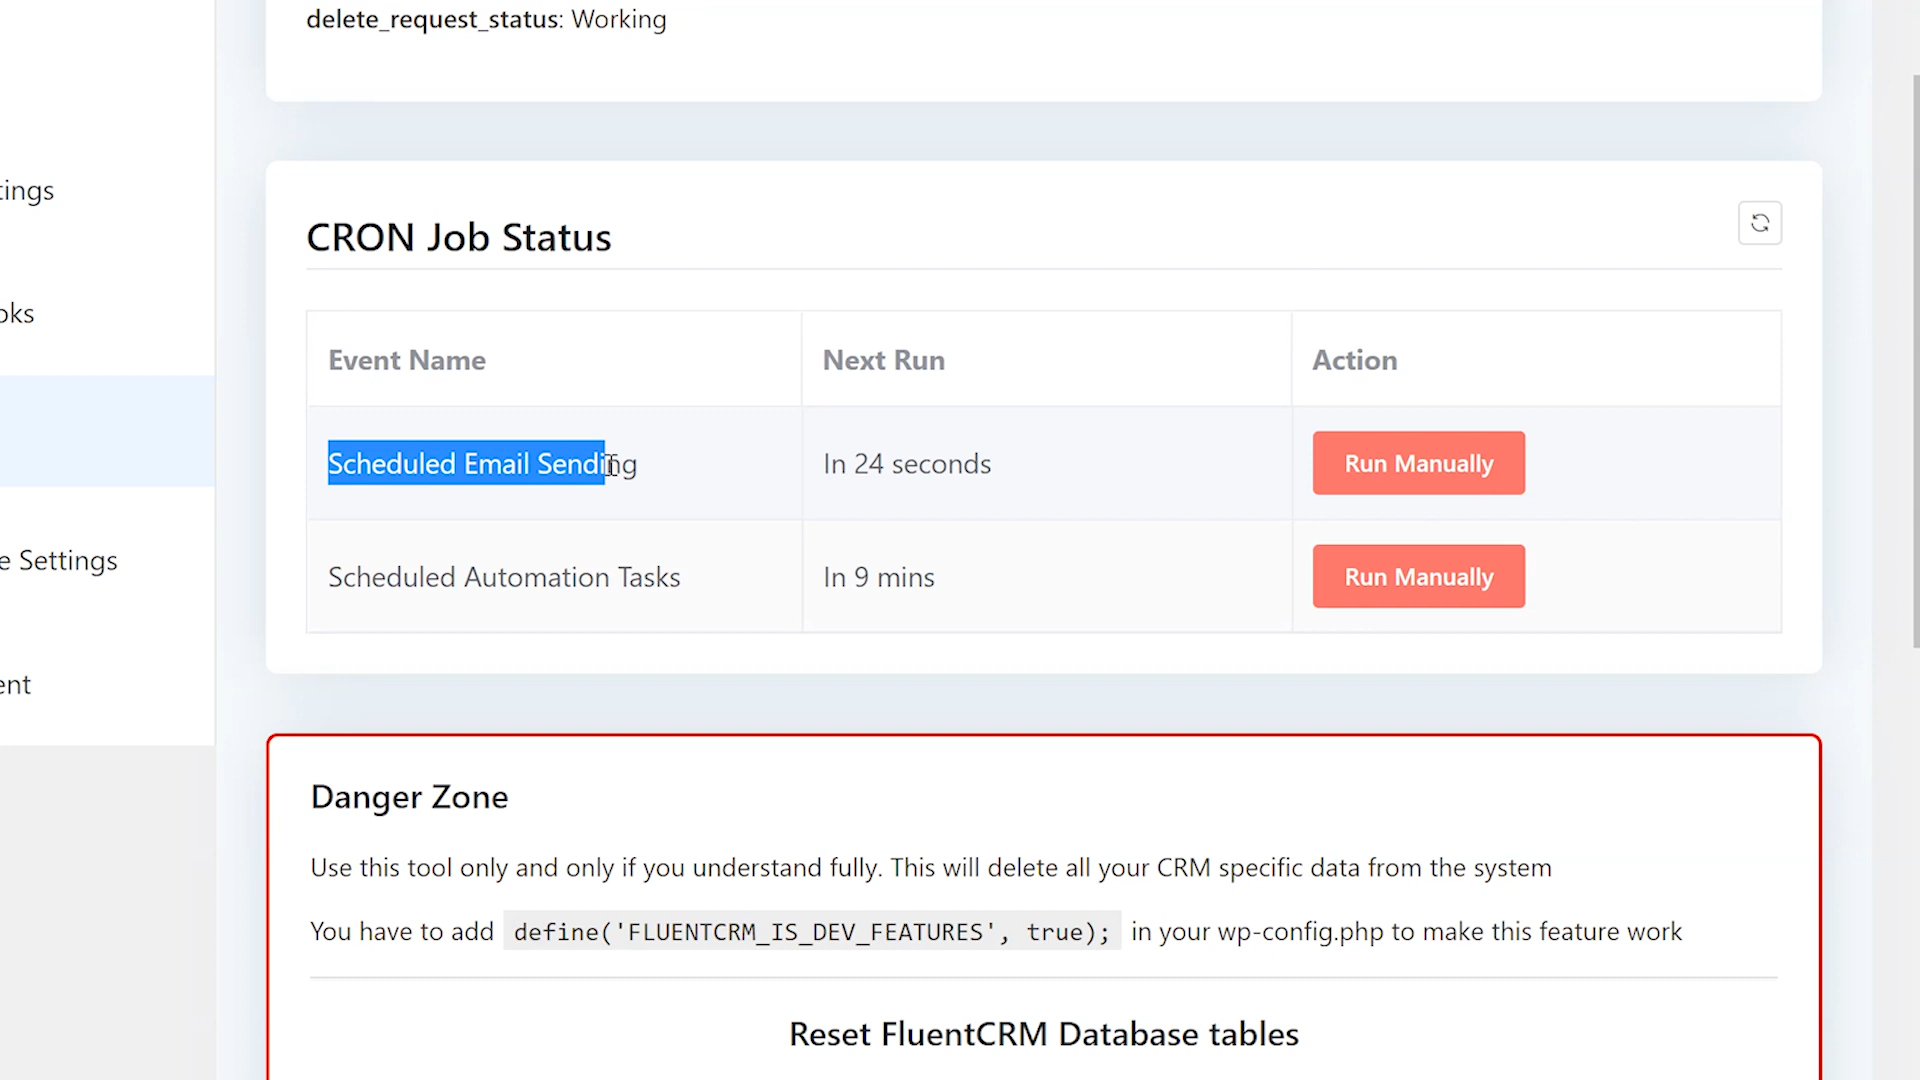 delete_request_status: Working
tings
CRON Job Status
oks
Event Name Next Run Action
Scheduled Email Sending In 24 seconds Run Manually
e Settings
Scheduled Automation Tasks In 9 mins Run Manually
ent
Danger Zone
Use this tool only and only if you understand fully. This will delete all your CRM specific data from the system
You have to add define('FLUENTCRM_IS_DEV_FEATURES', true); in your wp-config.php to make this feature work
Reset FluentCRM Database tables